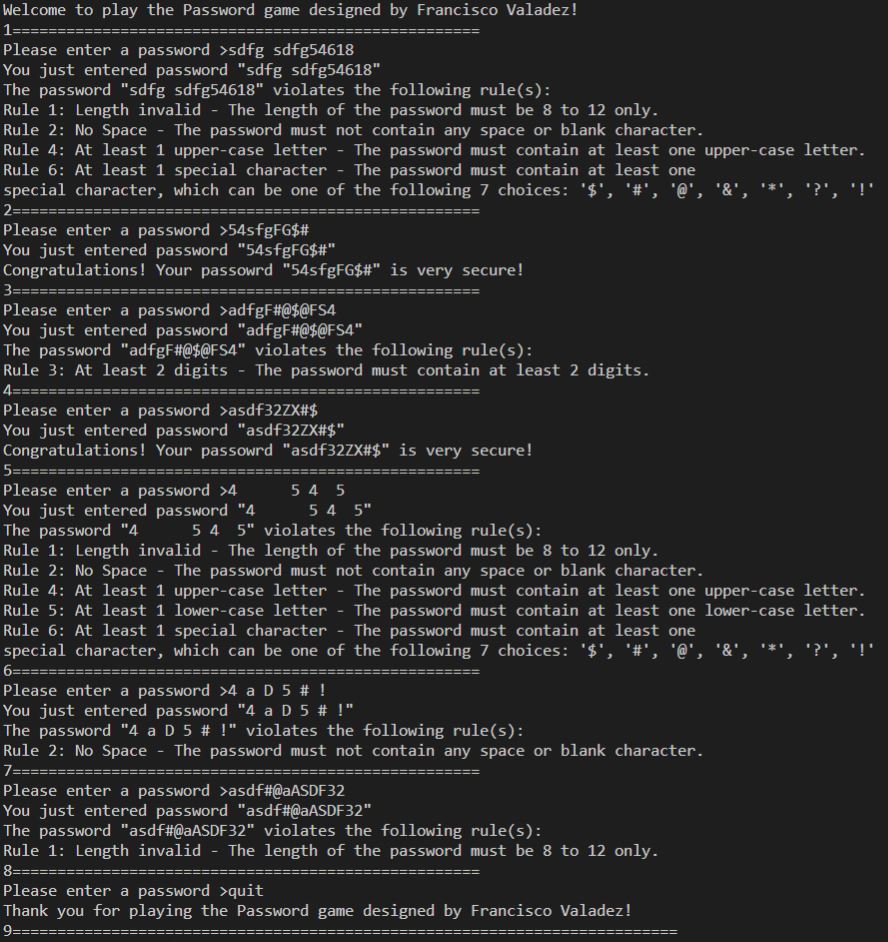 Welcome to play the Password game designed by Francisco Valadez!
1====================================================
Please enter a password >sdfg sdfg54618
You just entered password "sdfg sdfg54618"
The password "sdfg sdfg54618" violates the following rule(s):
Rule 1: Length invalid - The length of the password must be 8 to 12 only.
Rule 2: No Space - The password must not contain any space or blank character.
Rule 4: At least 1 upper-case letter - The password must contain at least one upper-case letter.
Rule 6: At least 1 special character - The password must contain at least one
special character, which can be one of the following 7 choices: '$', '#', '@', '&', '*', '?', '!'
2====================================================
Please enter a password >54sfgFG$#
You just entered password "54sfgFG$#"
Congratulations! Your passowrd "54sfgFG$#" is very secure!
3====================================================
Please enter a password >adfgF#@$@FS4
You just entered password "adfgF#@$@FS4"
The password "adfgF#@$@FS4" violates the following rule(s):
Rule 3: At least 2 digits - The password must contain at least 2 digits.
4====================================================
Please enter a password >asdf32ZX#$
You just entered password "asdf32ZX#$"
Congratulations! Your passowrd "asdf32ZX#$" is very secure!
5====================================================
Please enter a password >4      5 4  5
You just entered password "4      5 4  5"
The password "4      5 4  5" violates the following rule(s):
Rule 1: Length invalid - The length of the password must be 8 to 12 only.
Rule 2: No Space - The password must not contain any space or blank character.
Rule 4: At least 1 upper-case letter - The password must contain at least one upper-case letter.
Rule 5: At least 1 lower-case letter - The password must contain at least one lower-case letter.
Rule 6: At least 1 special character - The password must contain at least one
special character, which can be one of the following 7 choices: '$', '#', '@', '&', '*', '?', '!'
6====================================================
Please enter a password >4 a D 5 # !
You just entered password "4 a D 5 # !"
The password "4 a D 5 # !" violates the following rule(s):
Rule 2: No Space - The password must not contain any space or blank character.
7====================================================
Please enter a password >asdf#@aASDF32
You just entered password "asdf#@aASDF32"
The password "asdf#@aASDF32" violates the following rule(s):
Rule 1: Length invalid - The length of the password must be 8 to 12 only.
8====================================================
Please enter a password >quit
Thank you for playing the Password game designed by Francisco Valadez!
9==========================================================================